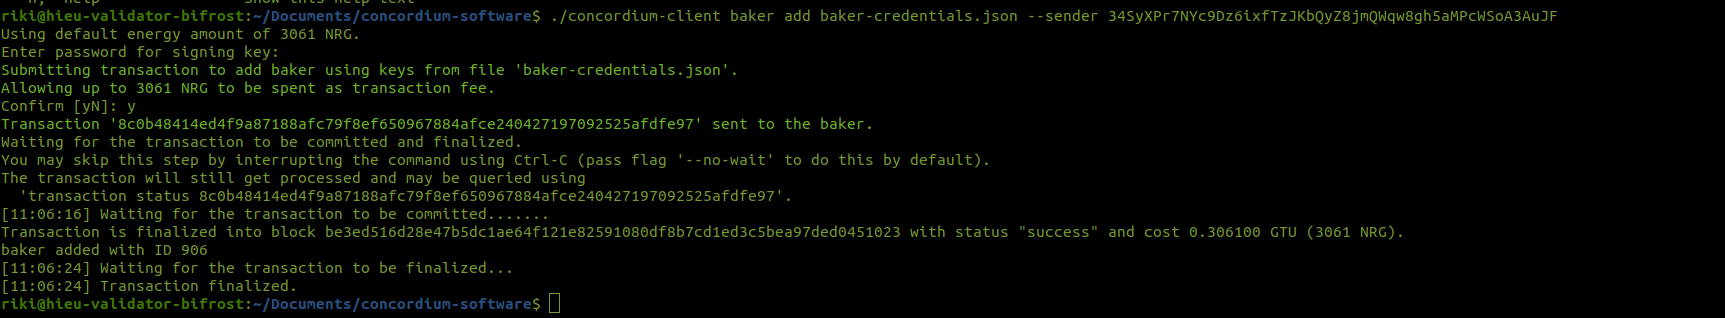 riki@hieu-validator-bifrost:~/Documents/concordium-software$ ./concordium-client baker add baker-credentials.json --sender 34SyXPr7NYc9Dz6ixfTzJKbQyZ8jmQWqw8gh5aMPcWSoA3AuJF
Using default energy amount of 3061 NRG.
Enter password for signing key:
Submitting transaction to add baker using keys from file 'baker-credentials.json'.
Allowing up to 3061 NRG to be spent as transaction fee.
Confirm [yN]: y
Transaction '8c0b48414ed4f9a87188afc79f8ef650967884afce240427197092525afdfe97' sent to the baker.
Waiting for the transaction to be committed and finalized.
You may skip this step by interrupting the command using Ctrl-C (pass flag '--no-wait' to do this by default).
The transaction will still get processed and may be queried using
'transaction status 8c0b48414ed4f9a87188afc79f8ef650967884afce240427197092525afdfe97'.
[11:06:16] Waiting for the transaction to be committed.......
Transaction is finalized into block be3ed516d28e47b5dc1ae64f121e82591080df8b7cd1ed3c5bea97ded0451023 with status "success" and cost 0.306100 GTU (3061 NRG).
baker added with ID 906
[11:06:24] Waiting for the transaction to be finalized...
[11:06:24] Transaction finalized.
riki@hieu-validator-bifrost:~/Documents/concordium-software$